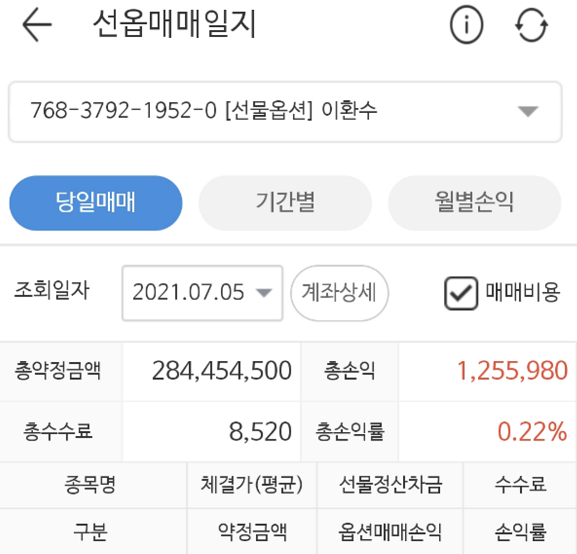 선옵매매일지
768-3792-1952-0 [선물옵션] 이환수
당일매매 기간별 월별손익
조회일자 2021.07.05 계좌상세 매매비용
총약정금액 284,454,500 총손익 1,255,980
총수수료 8,520 총손익률 0.22%
종목명 체결가(평균) 선물정산차금 수수료
구분 약정금액 옵션매매손익 손익률